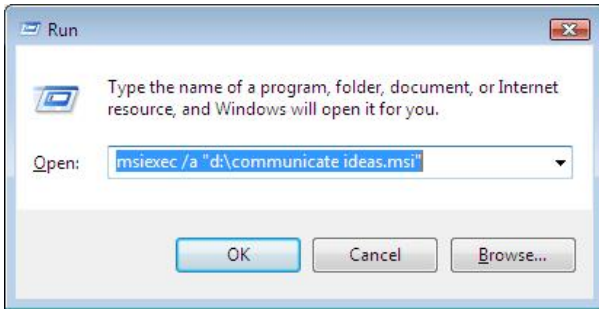 Run
Type the name of a program, folder, document, or Internet
resource, and Windows will open it for you.
Open: msiexec /a "d:\communicate ideas.msi"
OK Cancel Browse...